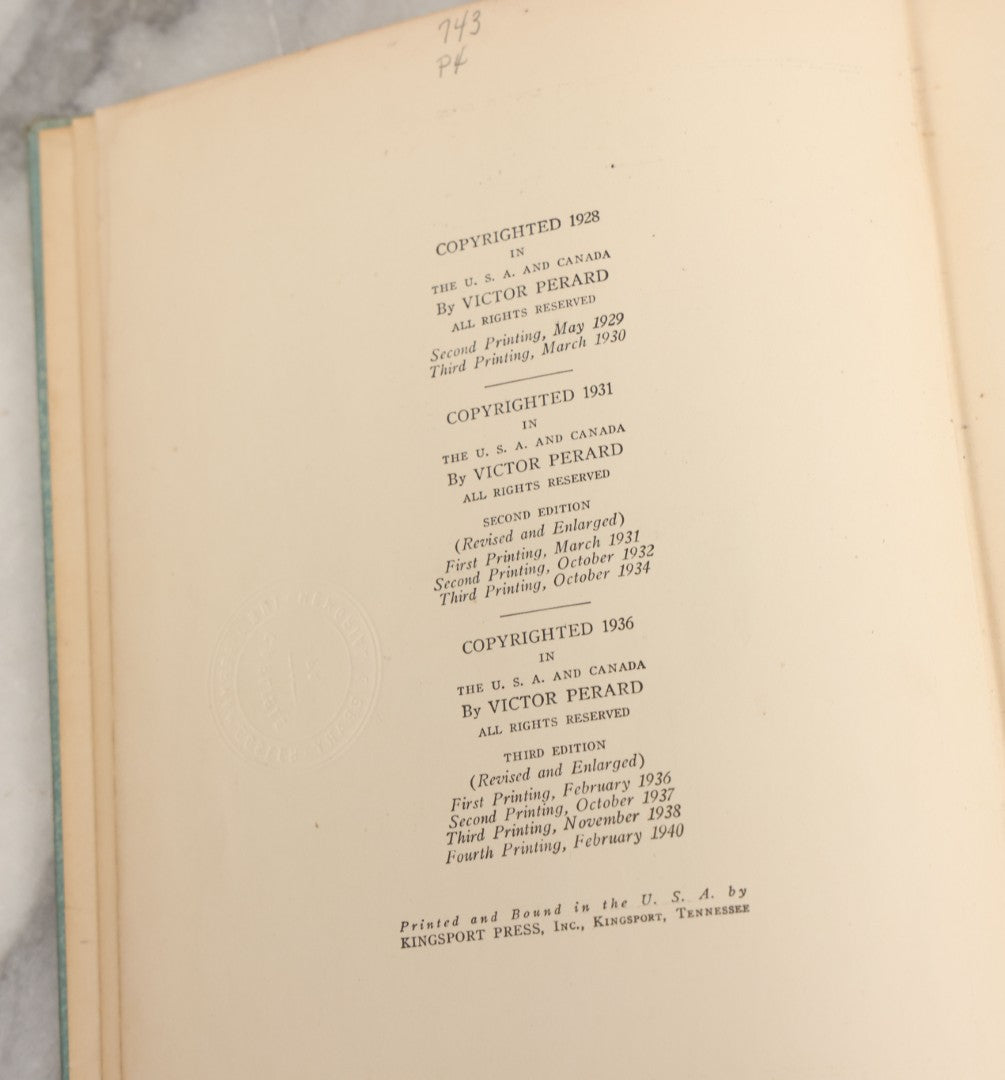 743
P4
COPYRIGHTED 1928
IN
THE U. S. A. AND CANADA
By VICTOR PERARD
ALL RIGHTS RESERVED
Second Printing, May 1929
Third Printing, March 1930
COPYRIGHTED 1931
IN
THE U. S. A. AND CANADA
By VICTOR PERARD
ALL RIGHTS RESERVED
SECOND EDITION
(Revised and Enlarged)
First Printing, March 1931
Second Printing, October 1932
Third Printing, October 1934
COPYRIGHTED 1936
IN
THE U. S. A. AND CANADA
By VICTOR PERARD
ALL RIGHTS RESERVED
THIRD EDITION
(Revised and Enlarged)
First Printing, February 1936
Second Printing, October 1937
Third Printing, November 1938
Fourth Printing, February 1940
Printed and Bound in the U. S. A. by
KINGSPORT PRESS, INC., KINGSPORT, TENNESSEE